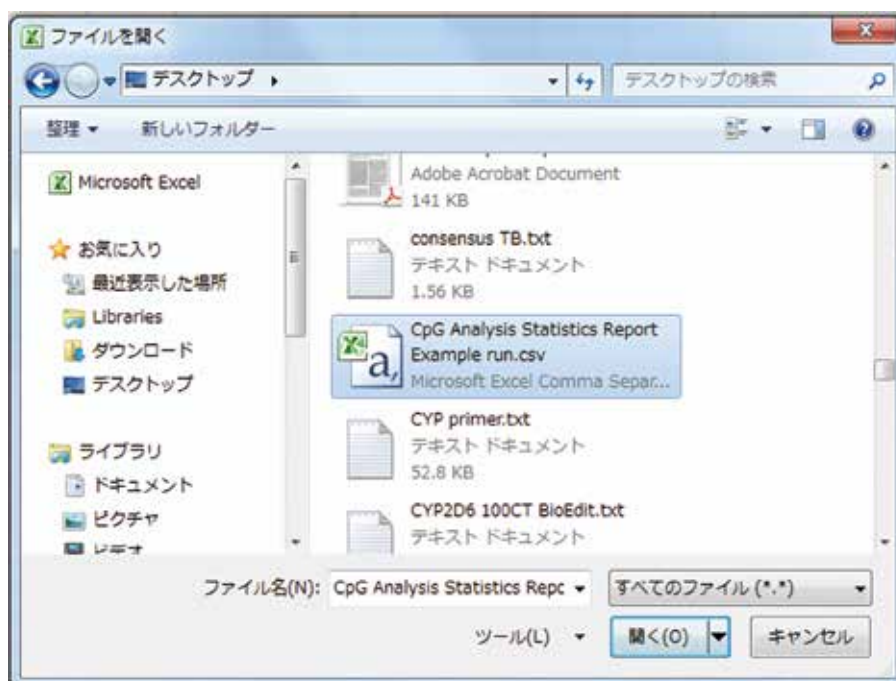 ファイルを開く
デスクトップ
デスクトップの検索
整理
新しいフォルダー
Microsoft Excel
お気に入り
最近表示した場所
Libraries
ダウンロード
デスクトップ
ライブラリ
ドキュメント
ピクチャ
ビデオ
Adobe Acrobat Document
141 KB
consensus TB.txt
テキスト ドキュメント
1.56 KB
CpG Analysis Statistics Report
Example run.csv
Microsoft Excel Comma Separ...
CYP primer.txt
テキスト ドキュメント
52.8 KB
CYP2D6 100CT BioEdit.txt
テキスト ドキュメント
ファイル名(N): CpG Analysis Statistics Repc
すべてのファイル (*.*)
ツール(L)
開く(O)
キャンセル